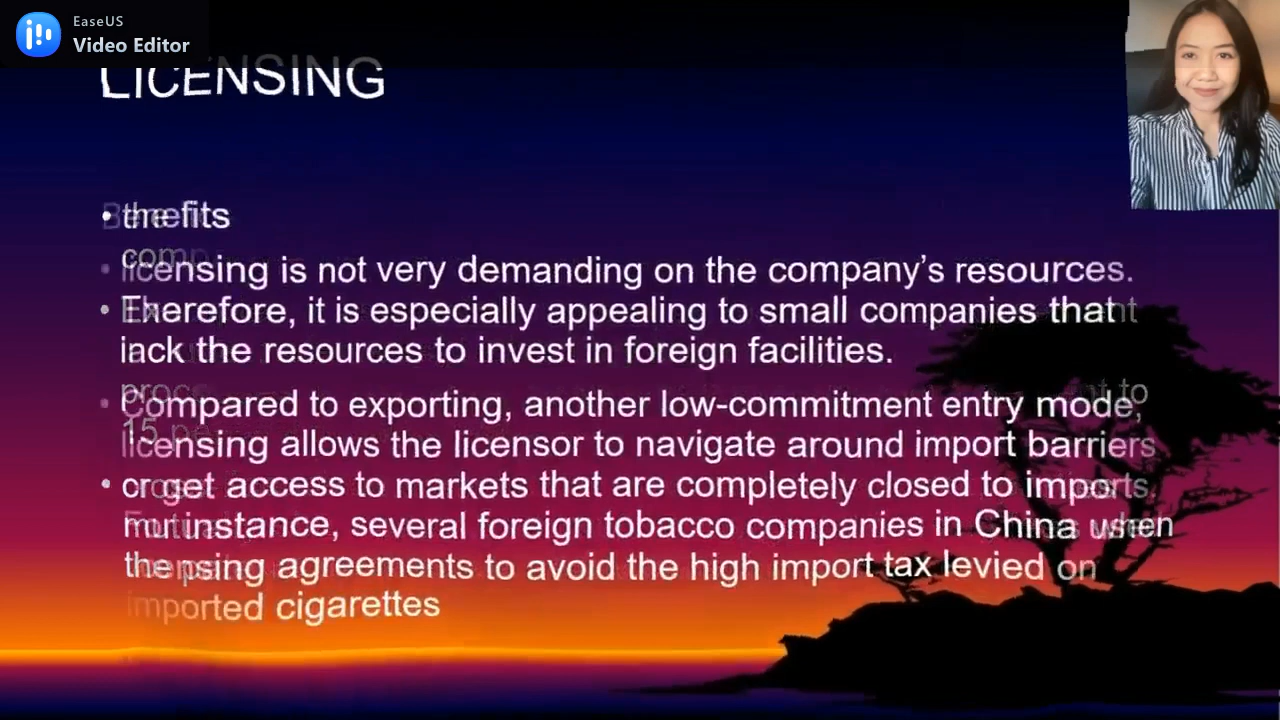 EaseUS
Video Editor
LICENSING
licensing is not very demanding on the company's resources.
• Therefore, it is especially appealing to small companies that
lack the resources to invest in foreign facilities.
Compared to exporting, another low-commitment entry mode,
licensing allows the licensor to navigate around import barriers
• or get access to markets that are completely closed to imports.
instance, several foreign tobacco companies in China
agreements to avoid the high import tax levied on
imported cigarettes